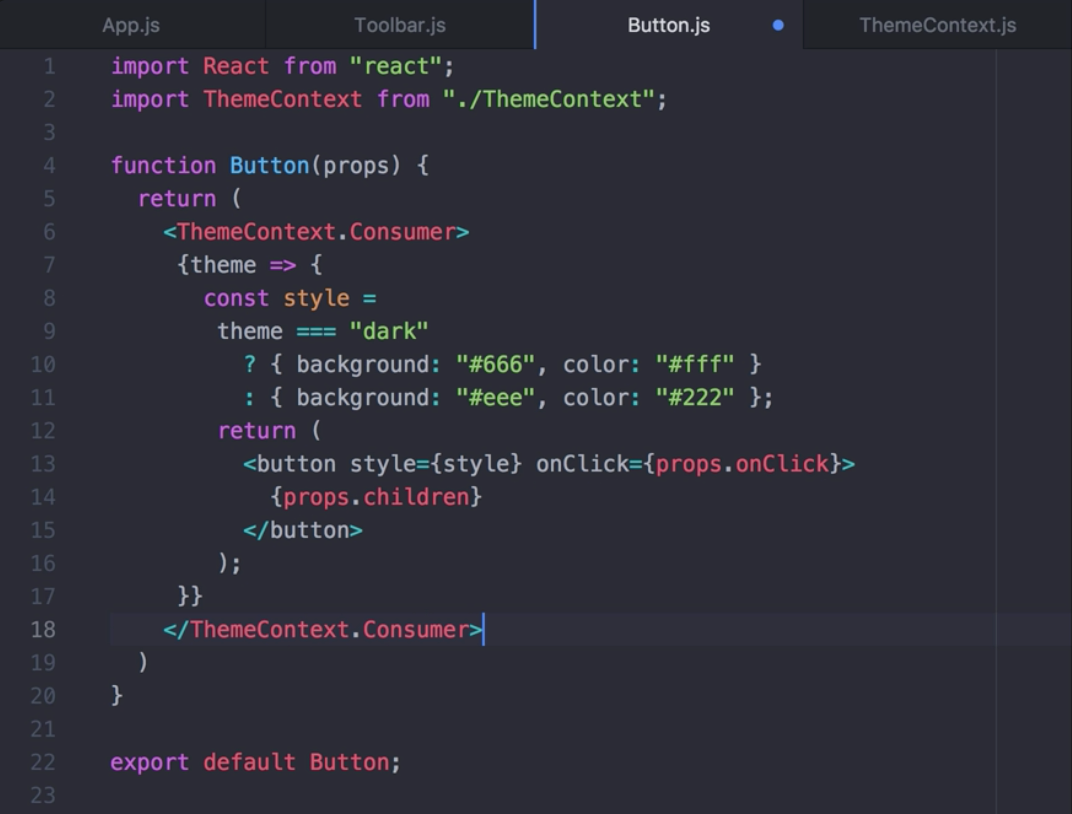 App.js Toolbar.js Button.js ThemeContext.js
1 import React from "react";
2 import ThemeContext from "./ThemeContext";
3
4 function Button(props) {
5   return (
6     <ThemeContext.Consumer>
7      {theme => {
8        const style =
9         theme === "dark"
10           ? { background: "#666", color: "#fff" }
11           : { background: "#eee", color: "#222" };
12         return (
13           <button style={style} onClick={props.onClick}>
14             {props.children}
15           </button>
16         );
17      }}
18     </ThemeContext.Consumer>
19   )
20 }
21
22 export default Button;
23